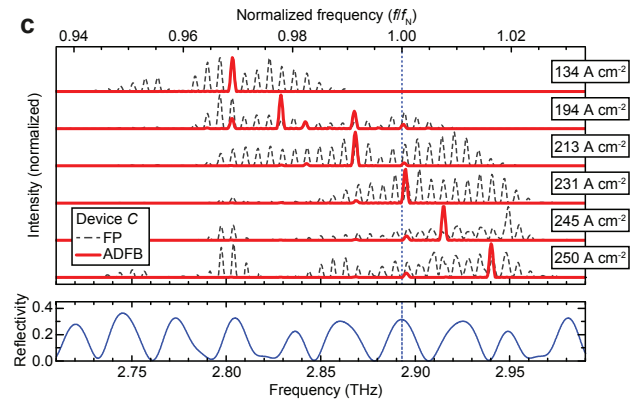 c
Normalized frequency (f/fN)
0.94 0.96 0.98 1.00 1.02
Intensity (normalized)
134 A cm-2
194 A cm-2
213 A cm-2
231 A cm-2
245 A cm-2
250 A cm-2
Device C
FP
ADFB
Reflectivity
0.4
0.2
0.0
2.75 2.80 2.85 2.90 2.95
Frequency (THz)